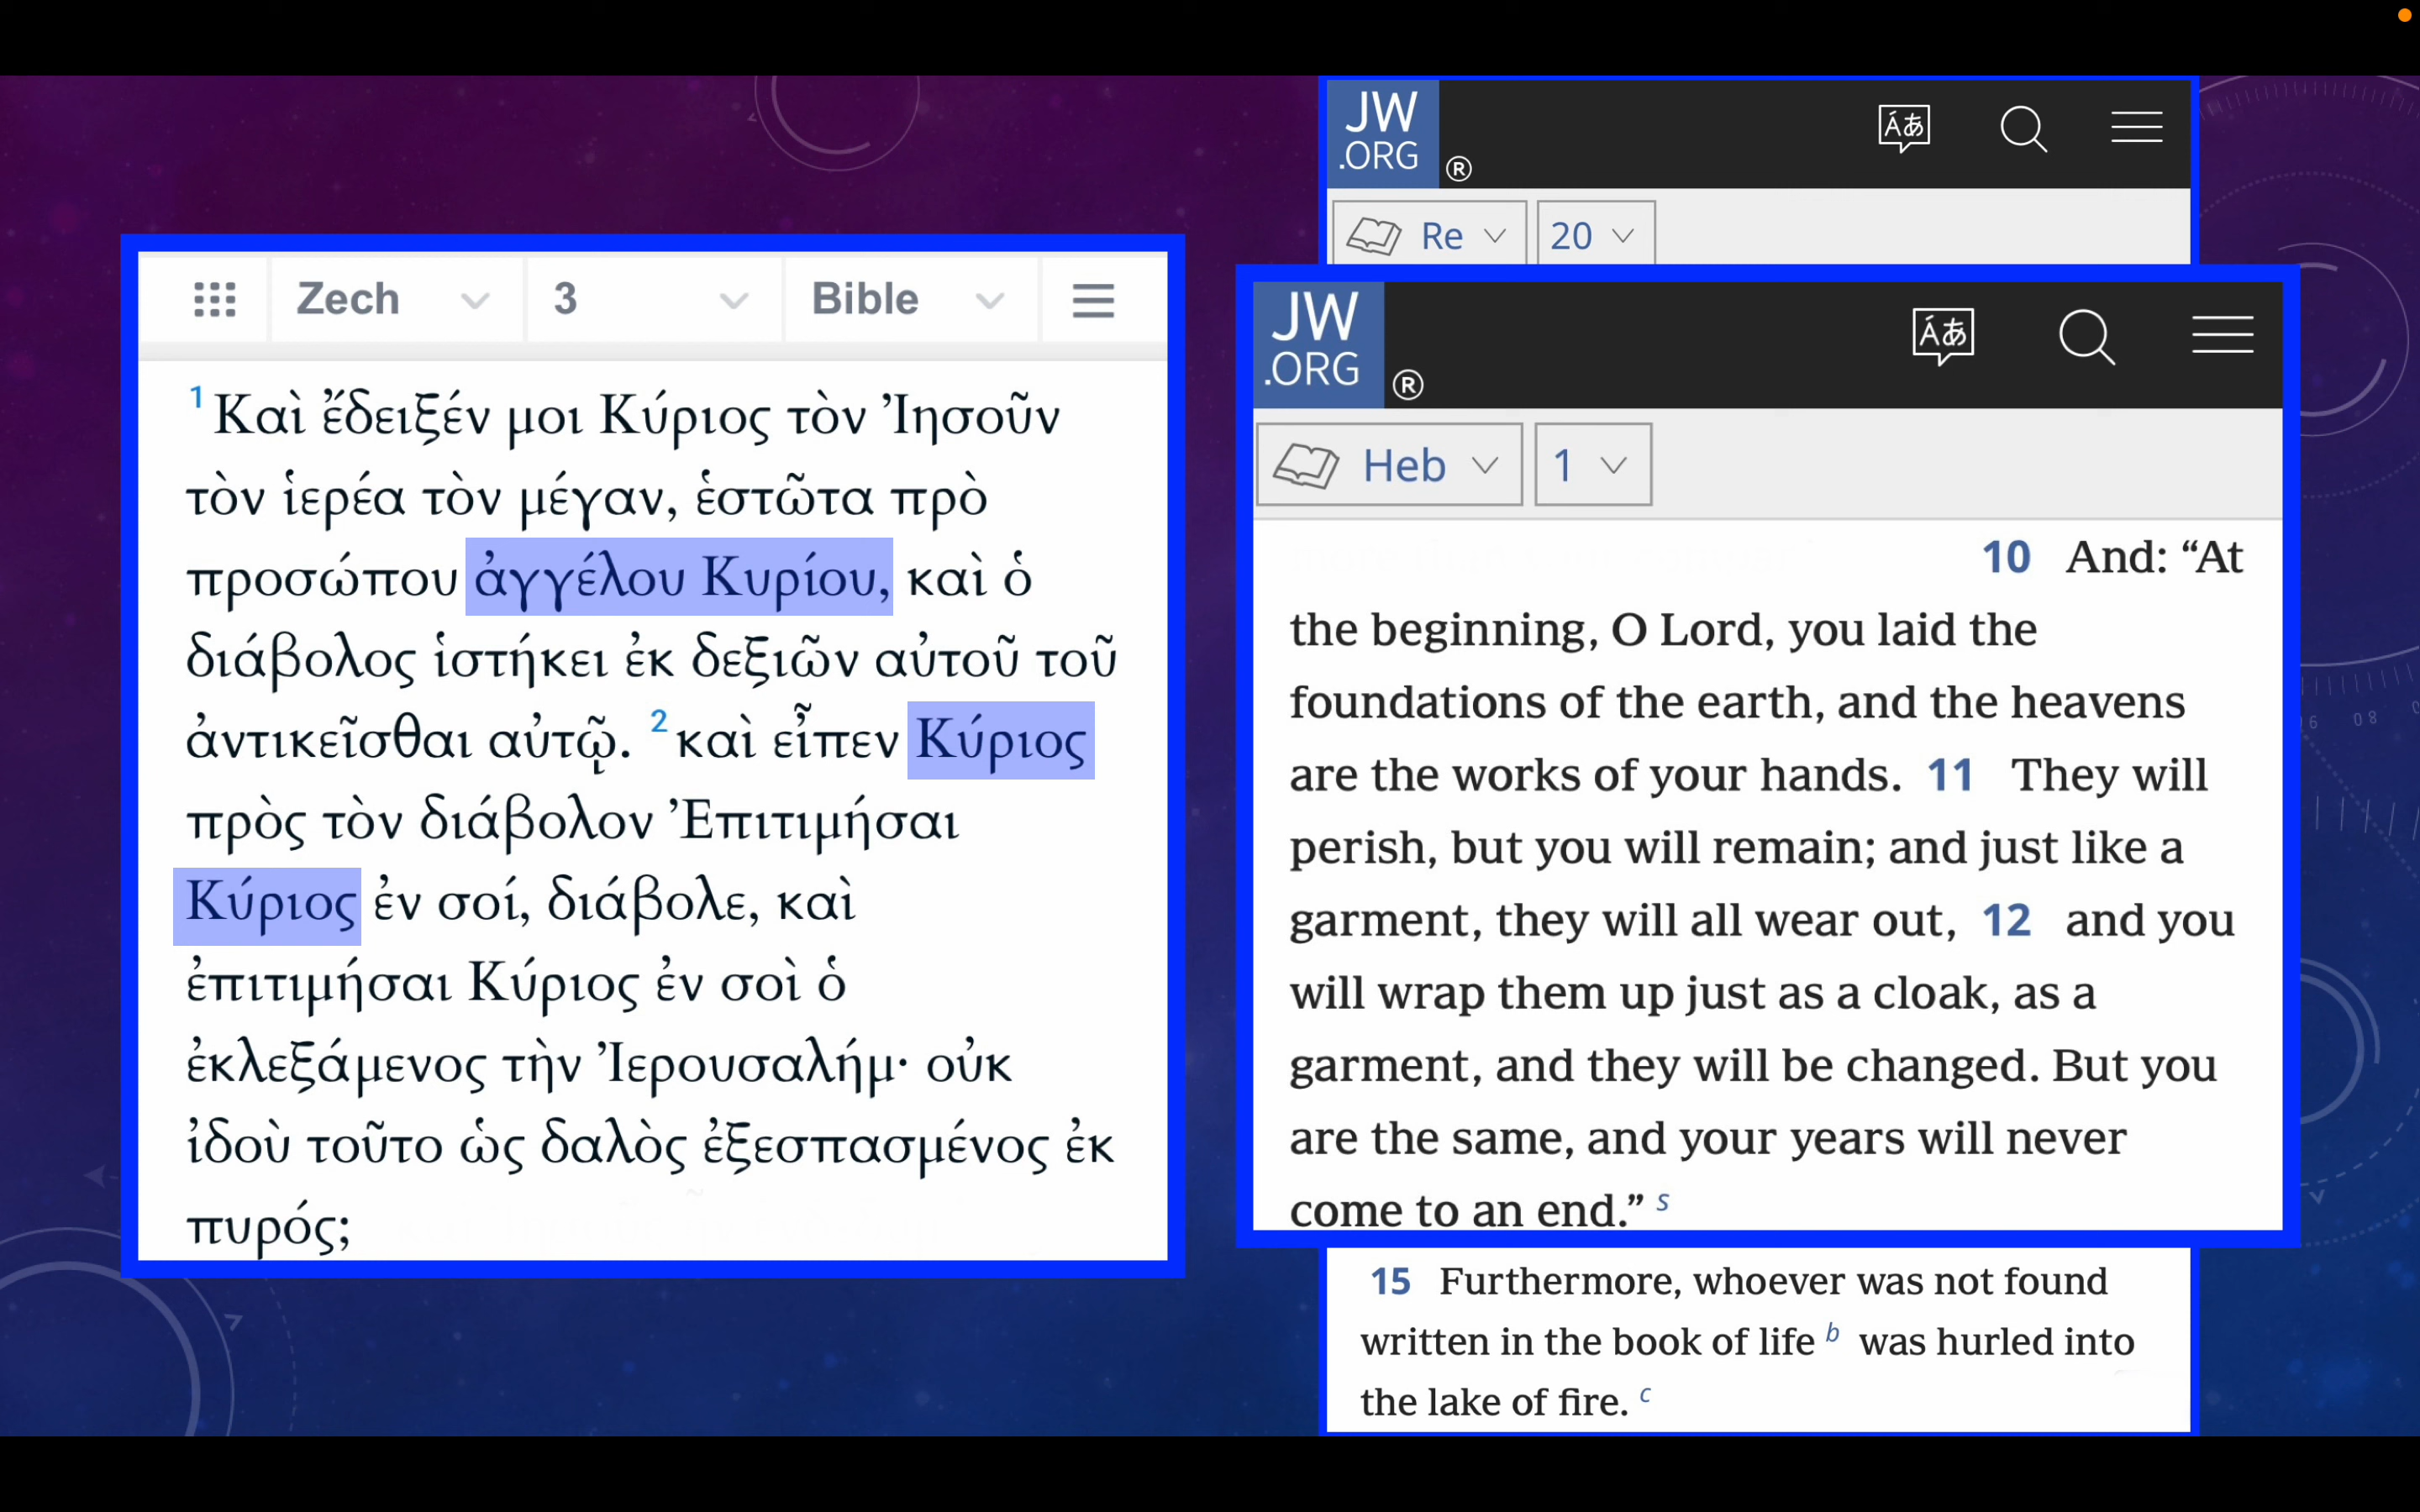 Zech 3 Bible
¹ Καὶ ἔδειξέν μοι Κύριος τὸν Ἰησοῦν
τὸν ἱερέα τὸν μέγαν, ἑστῶτα πρὸ
προσώπου ἀγγέλου Κυρίου, καὶ ὁ
διάβολος ἱστήκει ἐκ δεξιῶν αὐτοῦ τοῦ
ἀντικεῖσθαι αὐτῷ. ² καὶ εἶπεν Κύριος
πρὸς τὸν διάβολον Ἐπιτιμήσαι
Κύριος ἐν σοί, διάβολε, καὶ
ἐπιτιμήσαι Κύριος ἐν σοὶ ὁ
ἐκλεξάμενος τὴν Ἰερουσαλήμ· οὐκ
ἰδοὺ τοῦτο ὡς δαλὸς ἐξεσπασμένος ἐκ
πυρός;
JW
.ORG
®
Áあ
Re 20
JW
.ORG
®
Áあ
Heb 1
10 And: “At
the beginning, O Lord, you laid the
foundations of the earth, and the heavens
are the works of your hands. 11 They will
perish, but you will remain; and just like a
garment, they will all wear out, 12 and you
will wrap them up just as a cloak, as a
garment, and they will be changed. But you
are the same, and your years will never
come to an end.” s
15 Furthermore, whoever was not found
written in the book of life b was hurled into
the lake of fire. c